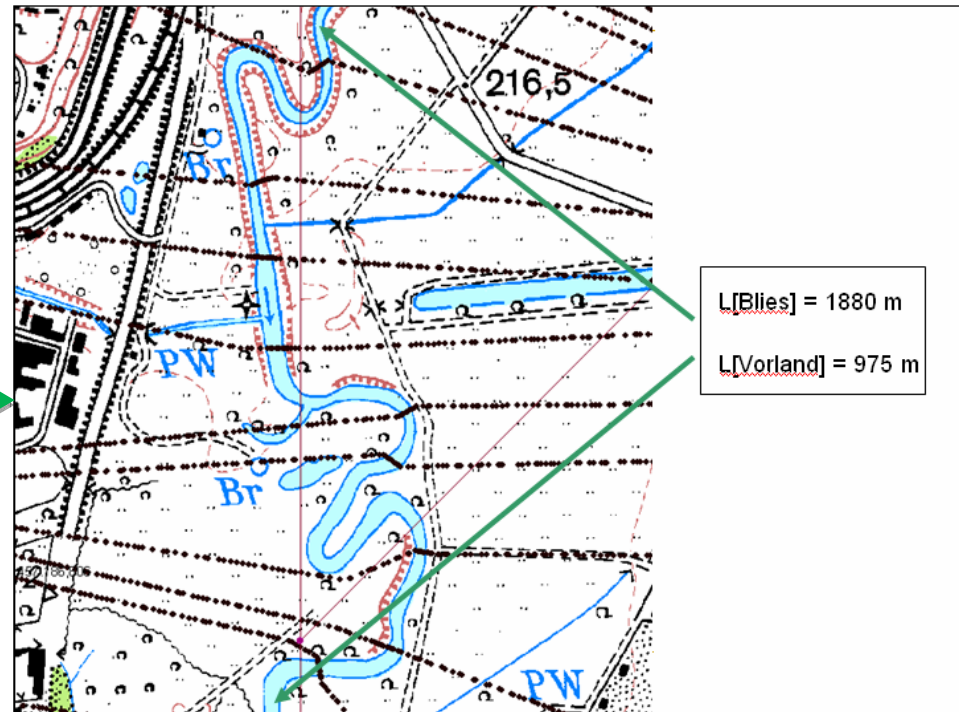 216,5
Br
L[Blies] = 1880 m
PW
L[Vorland] = 975 m
Br
PW